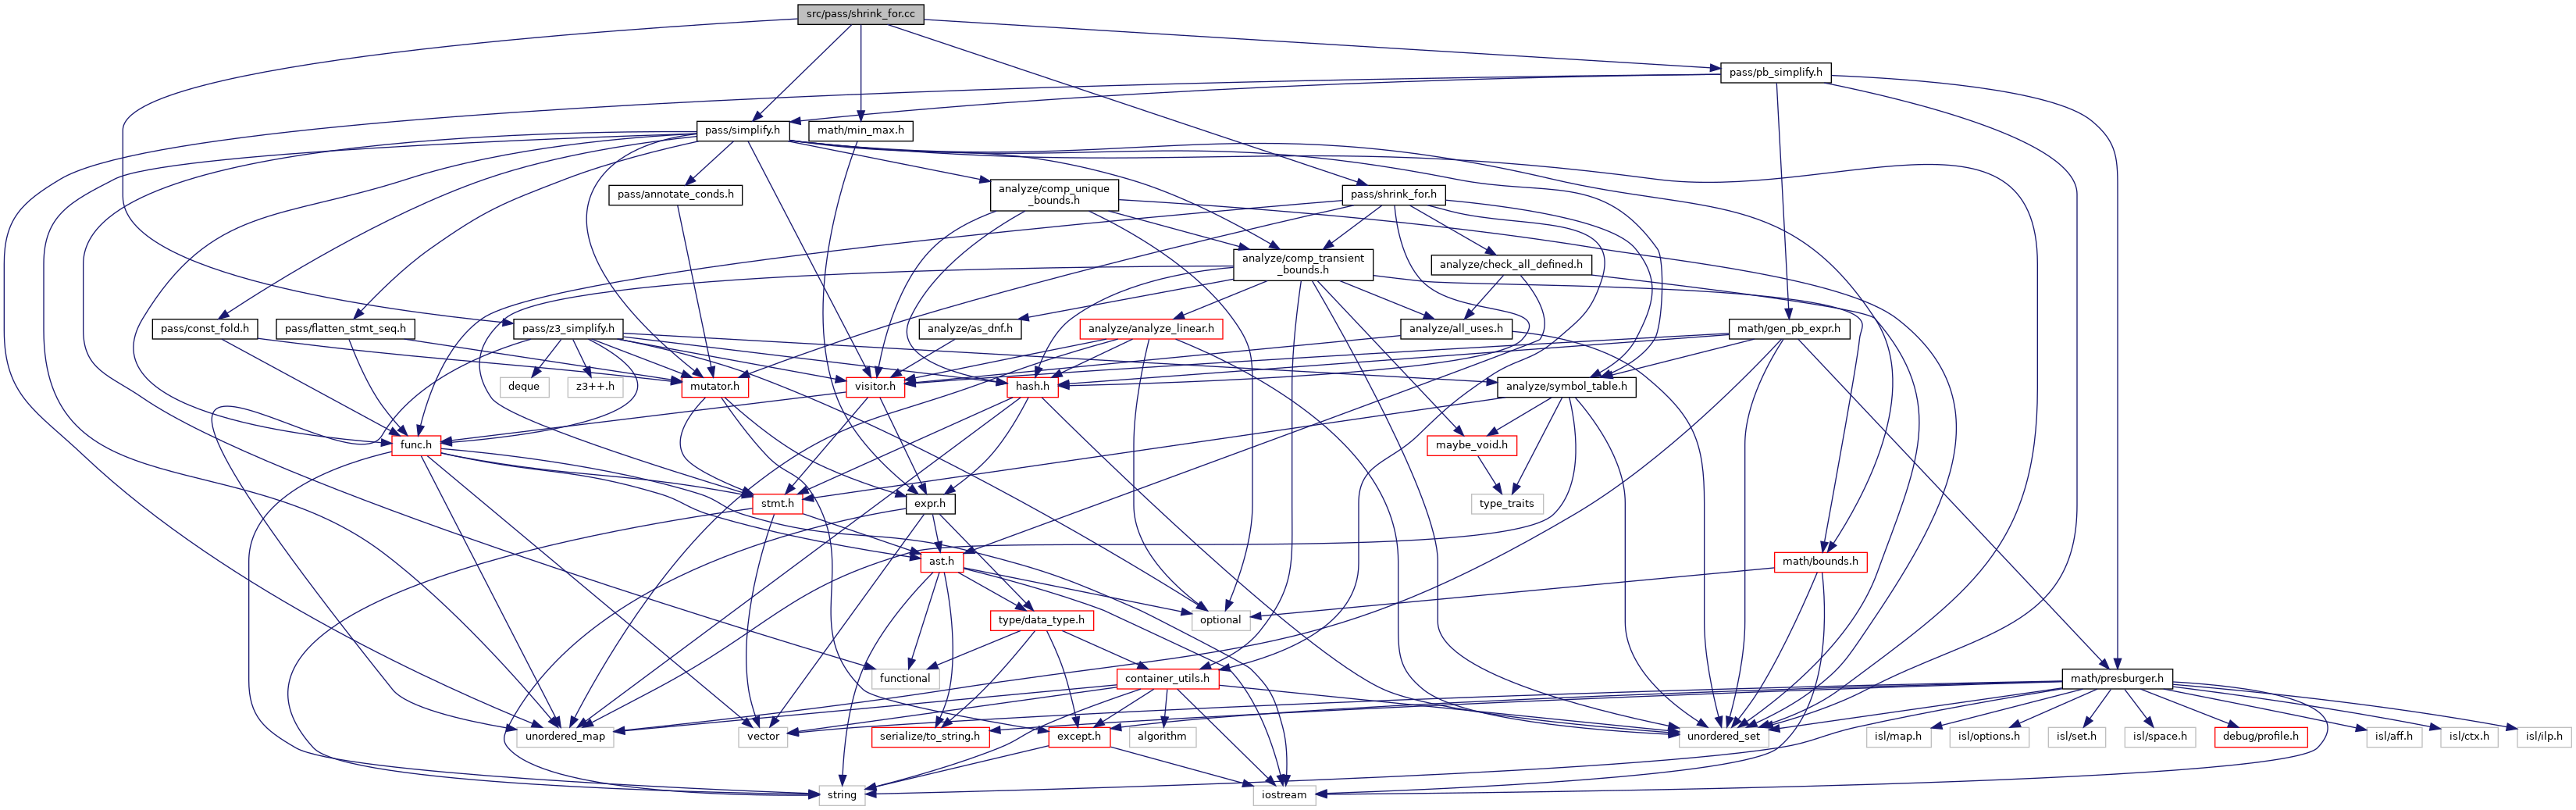 src/pass/shrink_for.cc
pass/pb_simplify.h
pass/simplify.h
math/min_max.h
pass/annotate_conds.h
analyze/comp_unique
_bounds.h
pass/shrink_for.h
analyze/comp_transient
_bounds.h
analyze/check_all_defined.h
pass/const_fold.h
pass/flatten_stmt_seq.h
pass/z3_simplify.h
analyze/as_dnf.h
analyze/analyze_linear.h
analyze/all_uses.h
math/gen_pb_expr.h
deque
z3++.h
mutator.h
visitor.h
hash.h
analyze/symbol_table.h
func.h
maybe_void.h
stmt.h
expr.h
type_traits
ast.h
math/bounds.h
type/data_type.h
optional
functional
container_utils.h
math/presburger.h
unordered_map
vector
serialize/to_string.h
except.h
algorithm
unordered_set
isl/map.h
isl/options.h
isl/set.h
isl/space.h
debug/profile.h
isl/aff.h
isl/ctx.h
isl/ilp.h
string
iostream